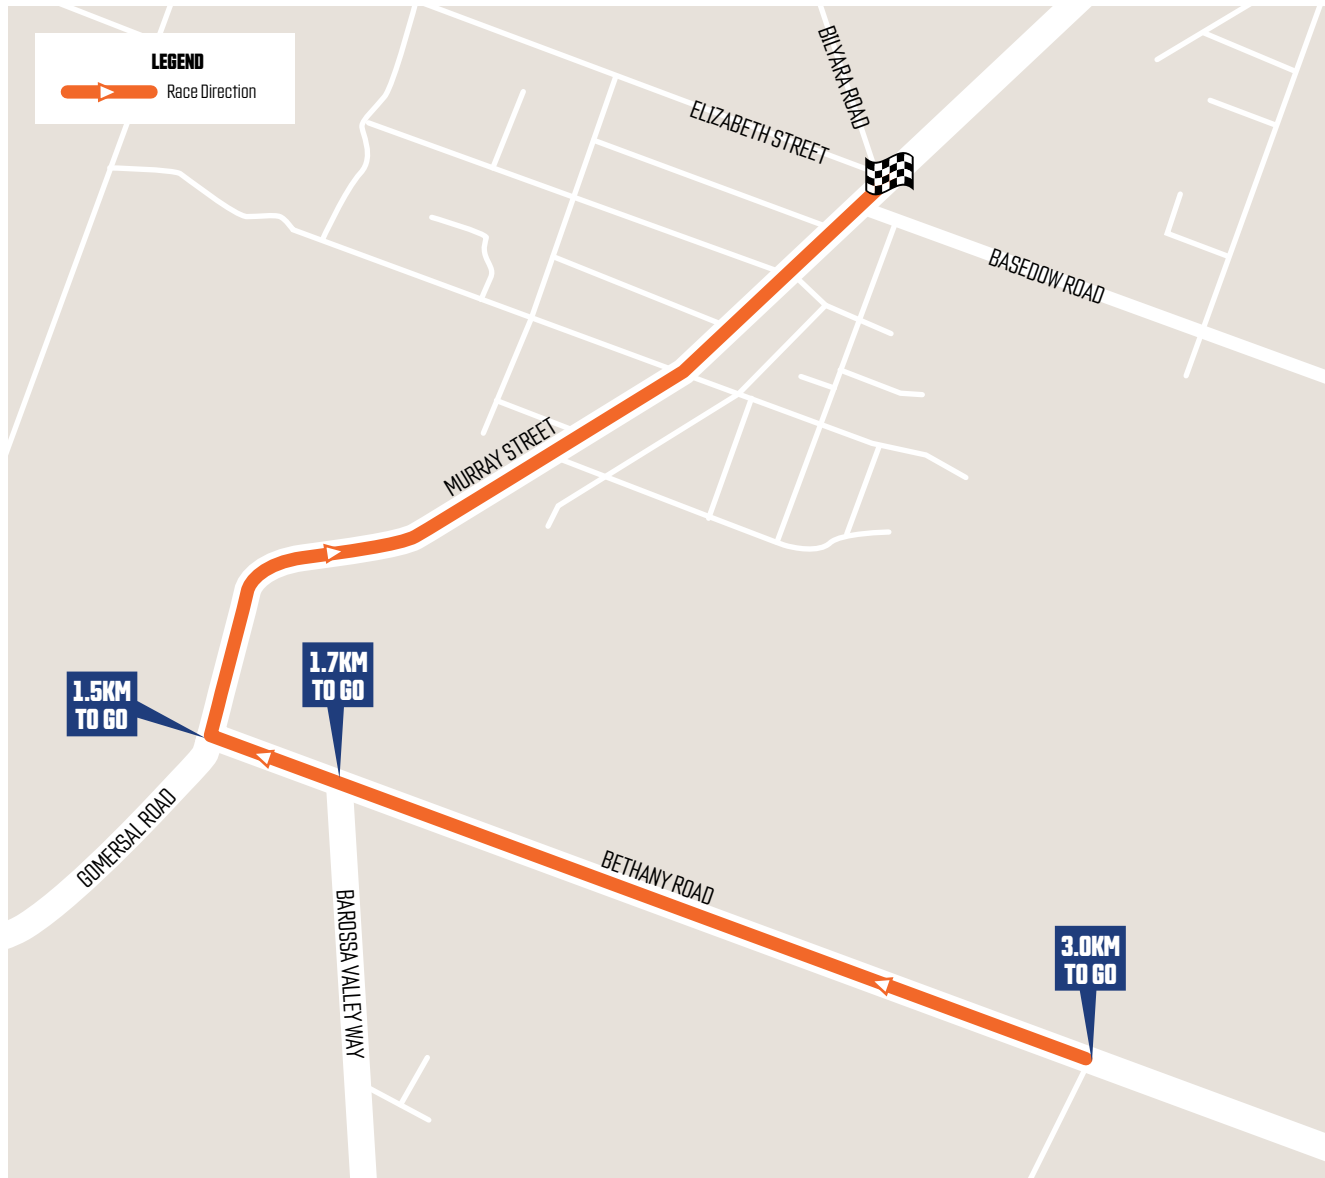 LEGEND
Race Direction
BILYARA ROAD
ELIZABETH STREET
BASEDOW ROAD
MURRAY STREET
1.7KM
TO GO
1.5KM
TO GO
GOMERSAL ROAD
BETHANY ROAD
BAROSSA VALLEY WAY
3.0KM
TO GO